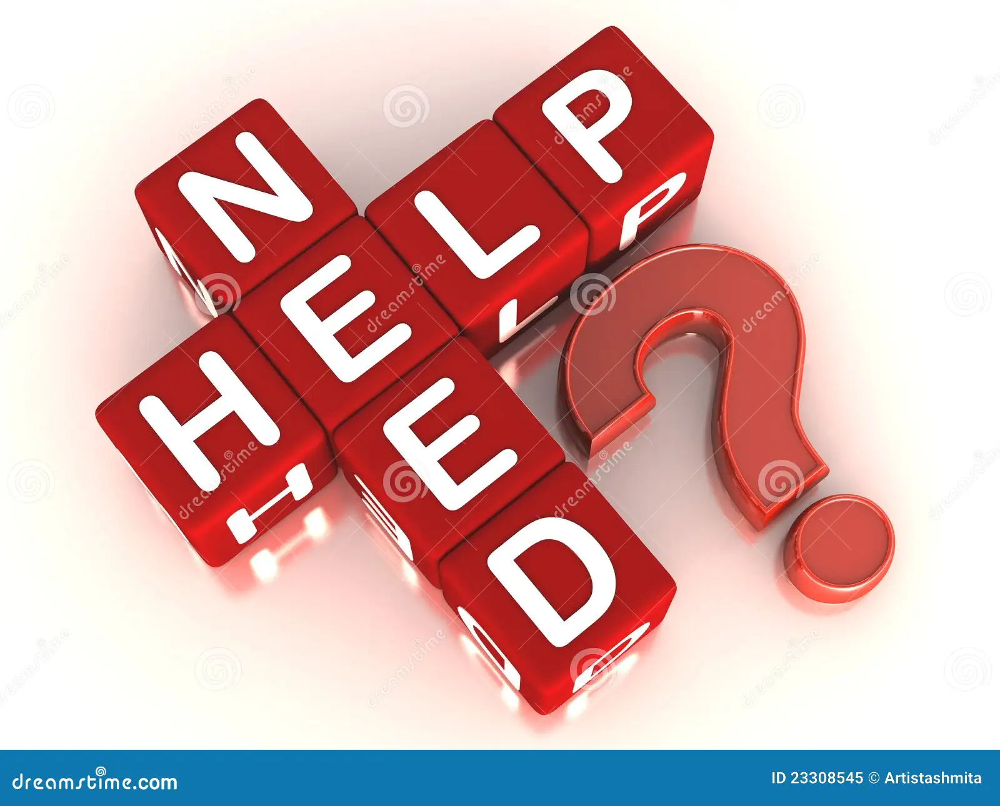 NEED
HELP
?
dreamstime.com
ID 23308545 © Artistashmita